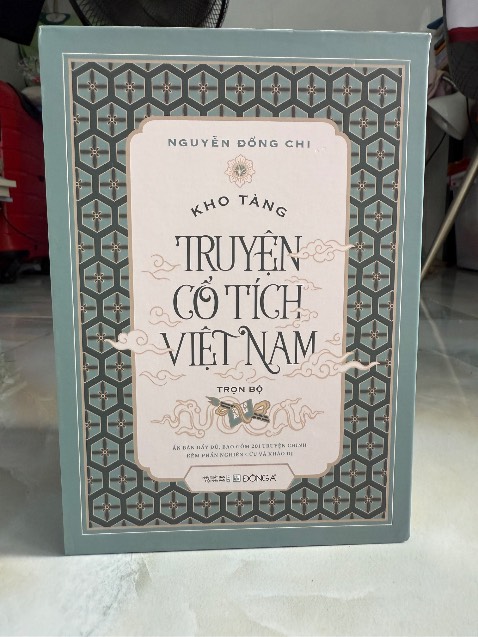 NGUYỄN ĐỔNG CHI
KHO TÀNG
TRUYỆN
CỔ TÍCH
VIỆT NAM
TRỌN BỘ
ẤN BẢN ĐẦY ĐỦ, BAO GỒM 201 TRUYỆN CHÍNH
KÈM PHẦN NGHIÊN CỨU VÀ KHẢO DỊ
ĐÔNG A